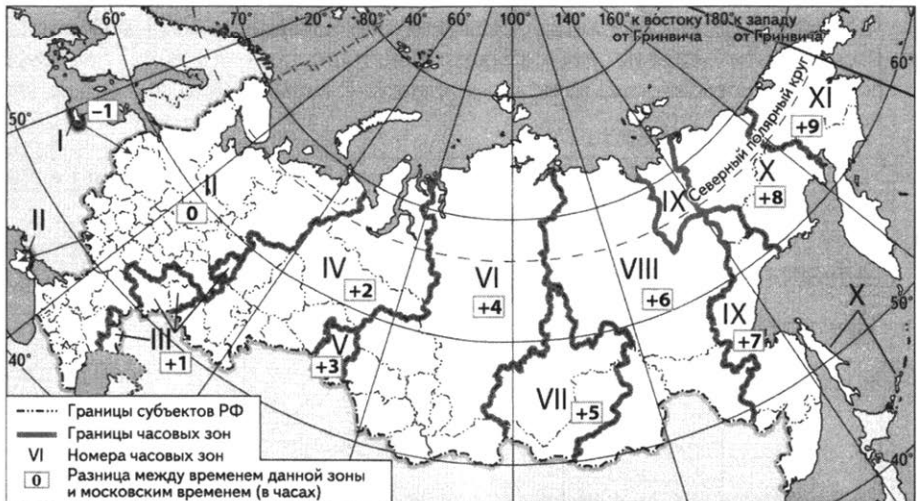 60°
70°
20°
80°
40°
60°
100°
140°
160° к востоку
от Гринвича
180° к западу
от Гринвича
60°
50°
40°
Северный полярный круг
I
-1
II
II
0
III
+1
IV
+2
V
+3
VI
+4
VII
+5
VIII
+6
IX
IX
+7
X
+8
X
XI
+9
50°
40°
Границы субъектов РФ
Границы часовых зон
VI Номера часовых зон
0 Разница между временем данной зоны
и московским временем (в часах)